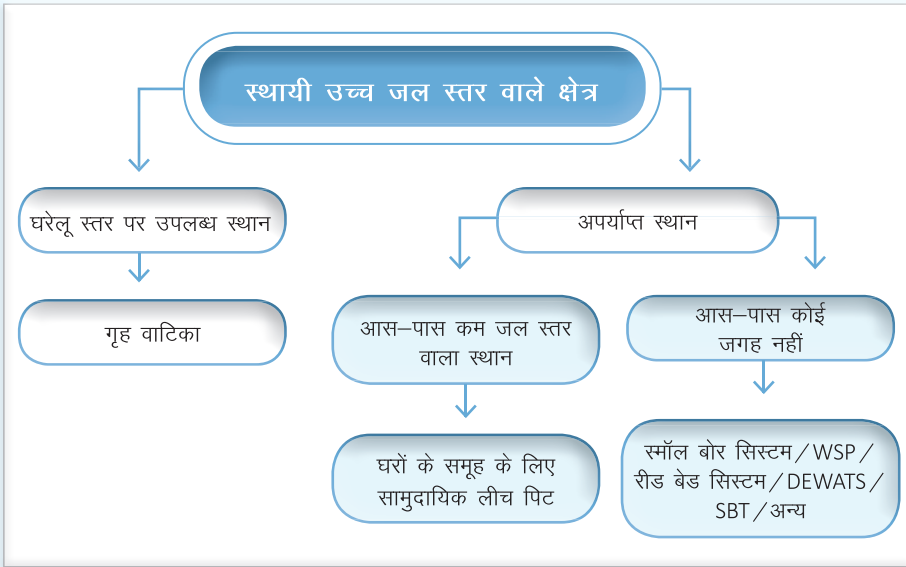 स्थायी उच्च जल स्तर वाले क्षेत्र
घरेलू स्तर पर उपलब्ध स्थान
अपर्याप्त स्थान
गृह वाटिका
आस–पास कम जल स्तर
वाला स्थान
आस–पास कोई
जगह नहीं
घरों के समूह के लिए
सामुदायिक लीच पिट
स्मॉल बोर सिस्टम/WSP/
रीड बेड सिस्टम/DEWATS/
SBT/अन्य